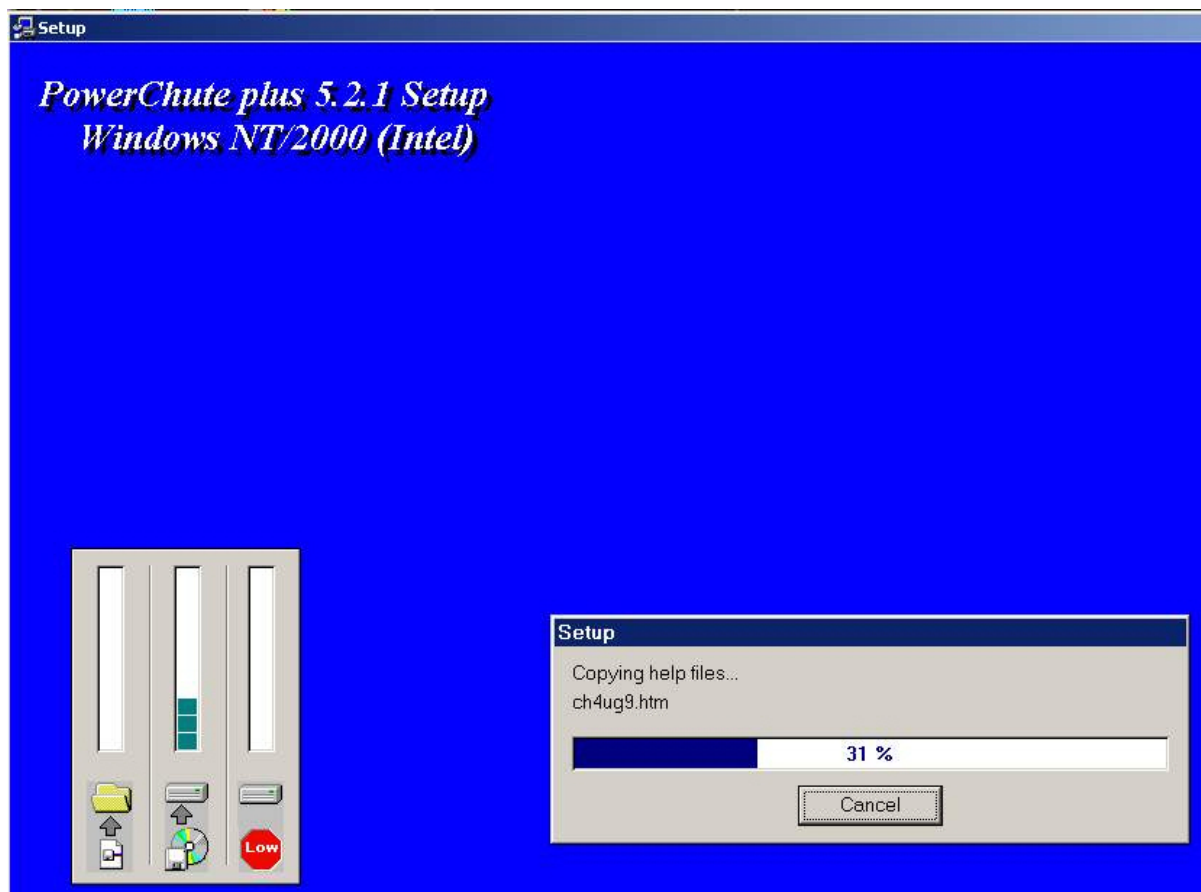 Setup
PowerChute plus 5.2.1 Setup
Windows NT/2000 (Intel)
Setup
Copying help files...
ch4ug9.htm
31 %
Cancel
Low